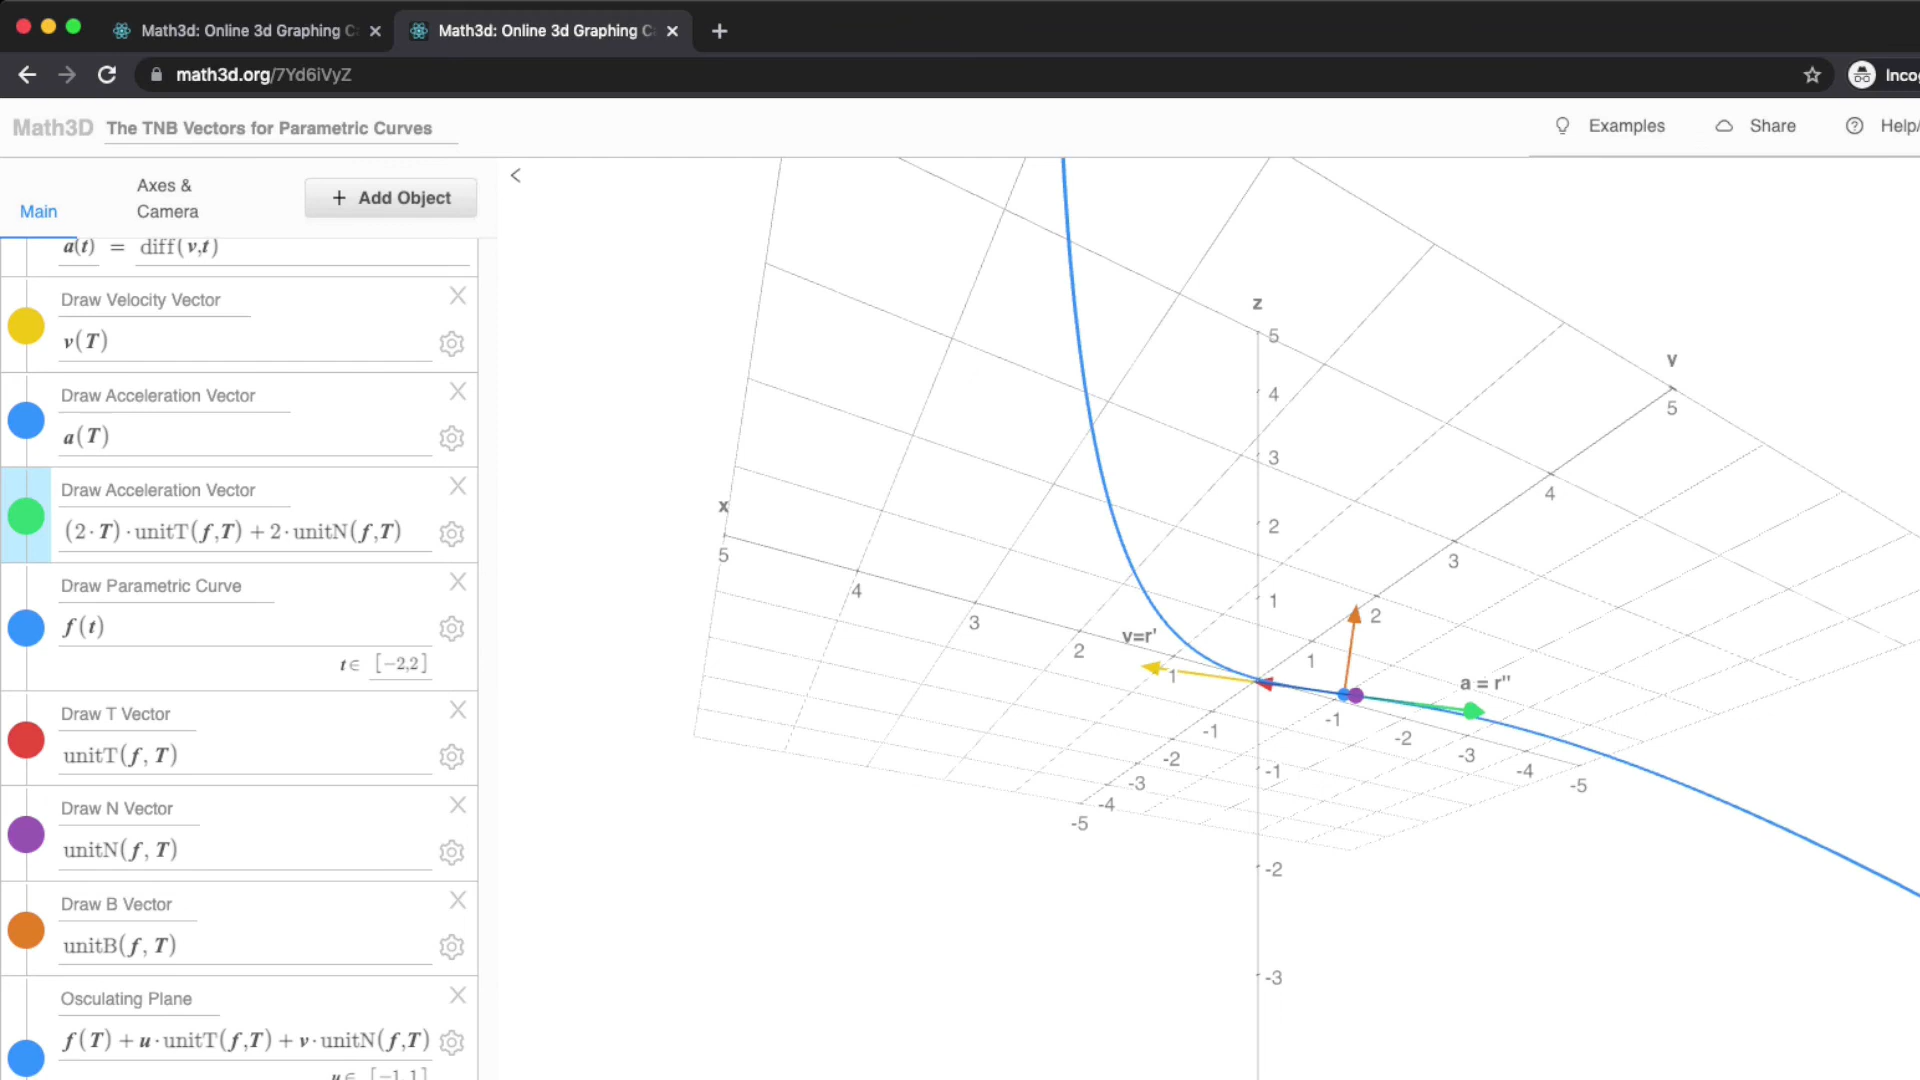 Math3d: Online 3d Graphing C
Math3d: Online 3d Graphing C
math3d.org/7Yd6iVyZ
Inco
Math3D The TNB Vectors for Parametric Curves
Examples
Share
Help/
Main
Axes &
Camera
+ Add Object
a(t) = diff(v,t)
Draw Velocity Vector
v(T)
Draw Acceleration Vector
a(T)
Draw Acceleration Vector
(2·T)·unitT(f,T)+2·unitN(f,T)
Draw Parametric Curve
f(t)
t∈ [−2,2]
Draw T Vector
unitT(f, T)
Draw N Vector
unitN(f, T)
Draw B Vector
unitB(f, T)
Osculating Plane
f(T)+u·unitT(f,T)+v·unitN(f,T)
u∈ [−1,1]
z
5
4
3
2
1
-1
-2
-3
y
5
4
3
2
1
-1
-2
-3
-4
-5
x
5
4
3
2
1
-1
-2
-3
-4
-5
v=r'
a = r''